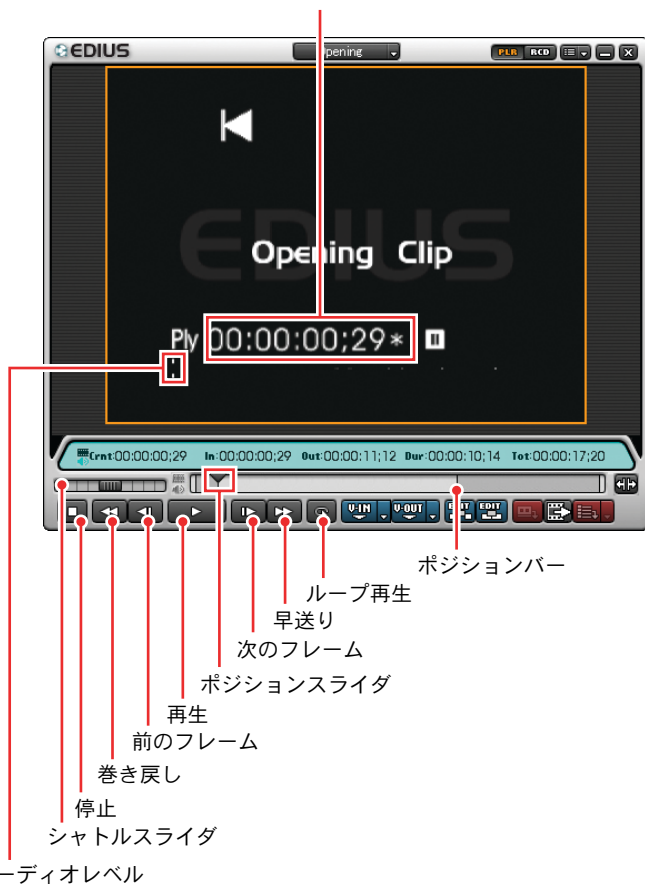 EDIUS
Opening
PLR RCD
Opening Clip
Ply 00:00:00;29*
Crnt:00:00:00;29 In:00:00:00;29 Out:00:00:11;12 Dur:00:00:10;14 Tot:00:00:17;20
V-IN V-OUT EDIT EDIT
ポジションバー
ループ再生
早送り
次のフレーム
ポジションスライダ
再生
前のフレーム
巻き戻し
停止
シャトルスライダ
ーディオレベル